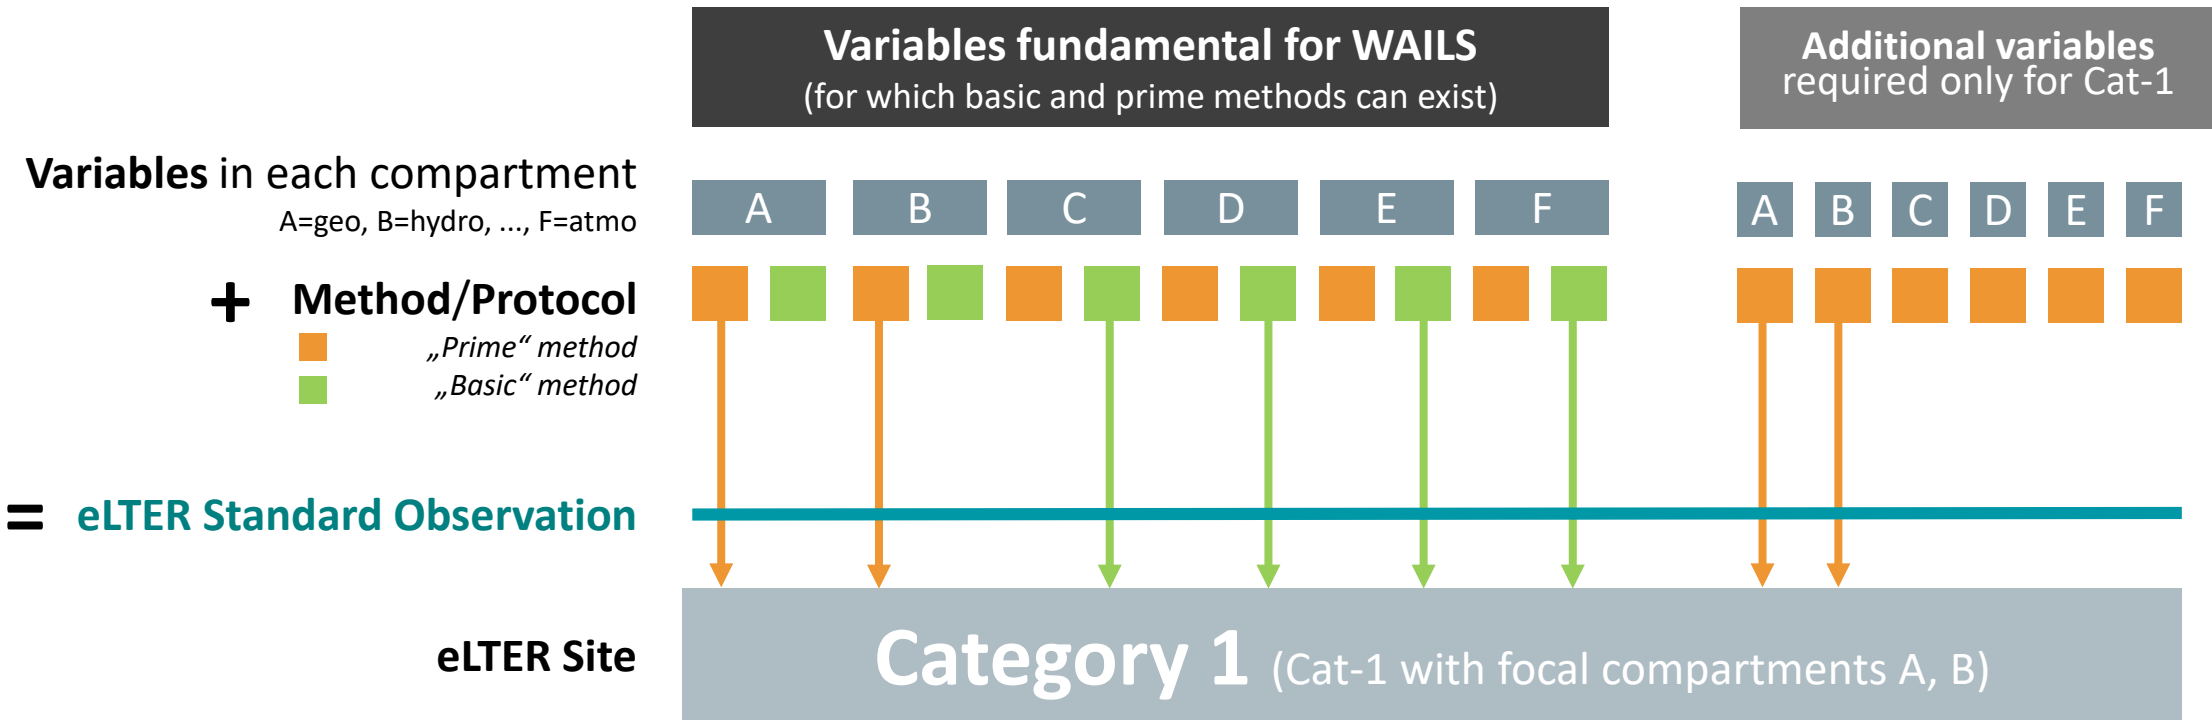 Variables fundamental for WAILS
(for which basic and prime methods can exist)
Additional variables
required only for Cat-1
Variables in each compartment
A=geo, B=hydro, ..., F=atmo
A B C D E F
A B C D E F
+ Method/Protocol
„Prime“ method
„Basic“ method
= eLTER Standard Observation
eLTER Site
Category 1 (Cat-1 with focal compartments A, B)